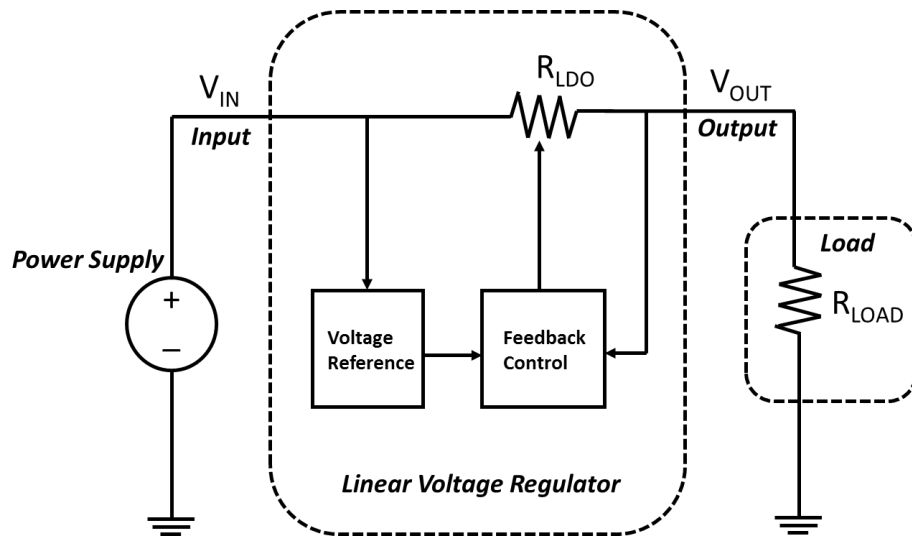 R_LDO
V_IN
V_OUT
Input
Output
Load
Power Supply
+
R_LOAD
Voltage
Reference
Feedback
Control
–
Linear Voltage Regulator